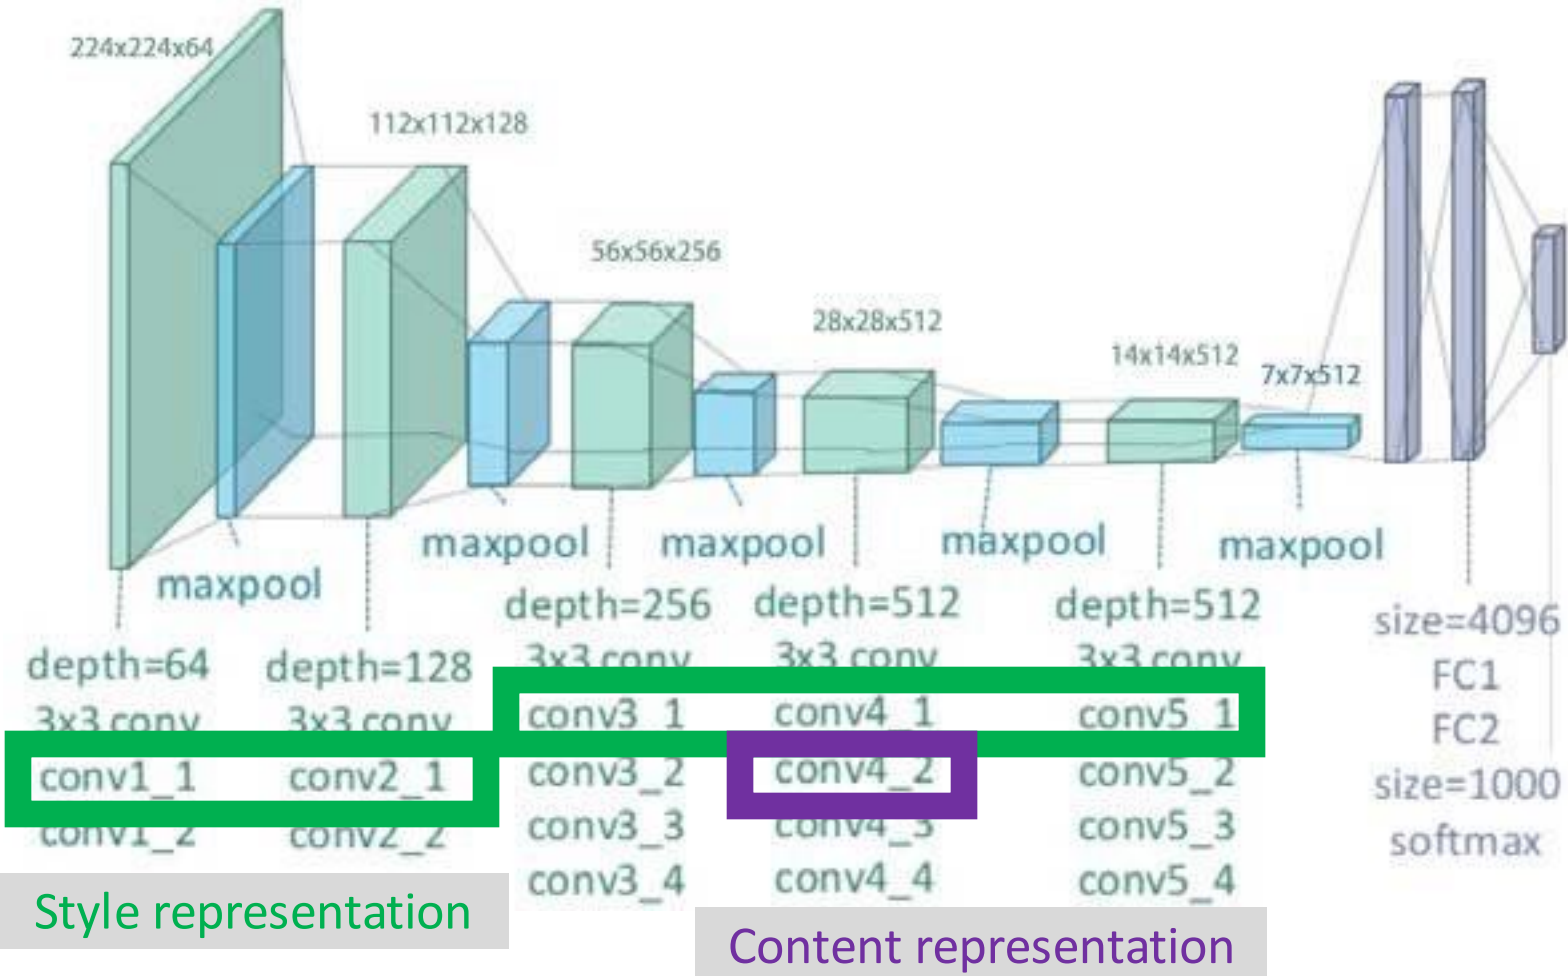 224x224x64
112x112x128
56x56x256
28x28x512
14x14x512
7x7x512
maxpool
maxpool
maxpool
maxpool
maxpool
depth=64
3x3 conv
conv1_1
conv1_2
depth=128
3x3 conv
conv2_1
conv2_2
depth=256
3x3 conv
conv3_1
conv3_2
conv3_3
conv3_4
depth=512
3x3 conv
conv4_1
conv4_2
conv4_3
conv4_4
depth=512
3x3 conv
conv5_1
conv5_2
conv5_3
conv5_4
size=4096
FC1
FC2
size=1000
softmax
Style representation
Content representation